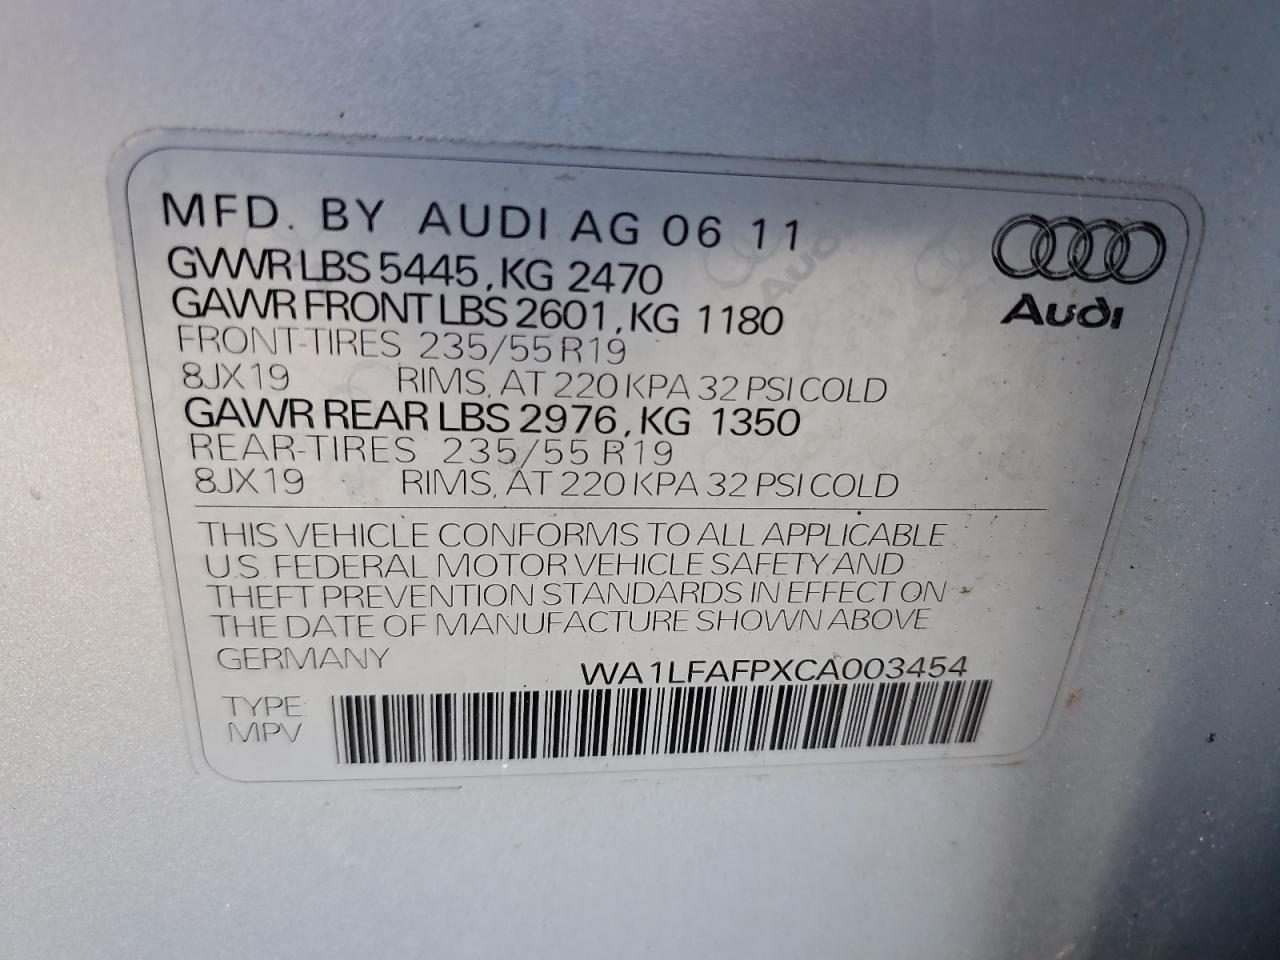 MFD. BY AUDI AG 06 11
GVWR LBS 5445, KG 2470
GAWR FRONT LBS 2601, KG 1180
FRONT-TIRES 235/55 R19
8JX19 RIMS, AT 220 KPA 32 PSI COLD
GAWR REAR LBS 2976, KG 1350
REAR-TIRES 235/55 R19
8JX19 RIMS, AT 220 KPA 32 PSI COLD
Audi
THIS VEHICLE CONFORMS TO ALL APPLICABLE
U.S. FEDERAL MOTOR VEHICLE SAFETY AND
THEFT PREVENTION STANDARDS IN EFFECT ON
THE DATE OF MANUFACTURE SHOWN ABOVE
GERMANY WA1LFAFPXCA003454
TYPE:
MPV